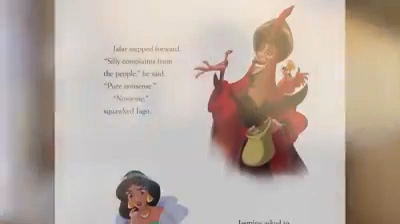 Jafar stepped forward.
"Silly complaints from
the people," he said.
"Pure nonsense."
"Nonsense,"
squawked Iago.
Jasmine asked to